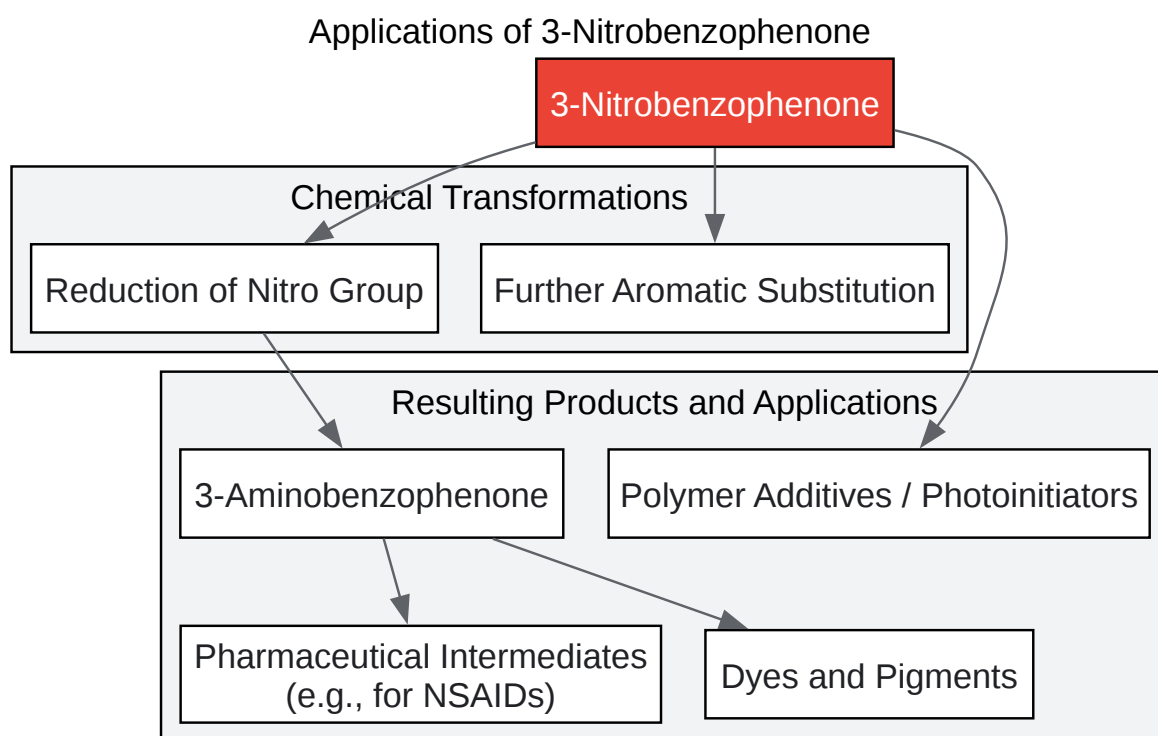 Applications of 3-Nitrobenzophenone
3-Nitrobenzophenone
Chemical Transformations
Reduction of Nitro Group
Further Aromatic Substitution
Resulting Products and Applications
3-Aminobenzophenone
Polymer Additives / Photoinitiators
Pharmaceutical Intermediates
(e.g., for NSAIDs)
Dyes and Pigments